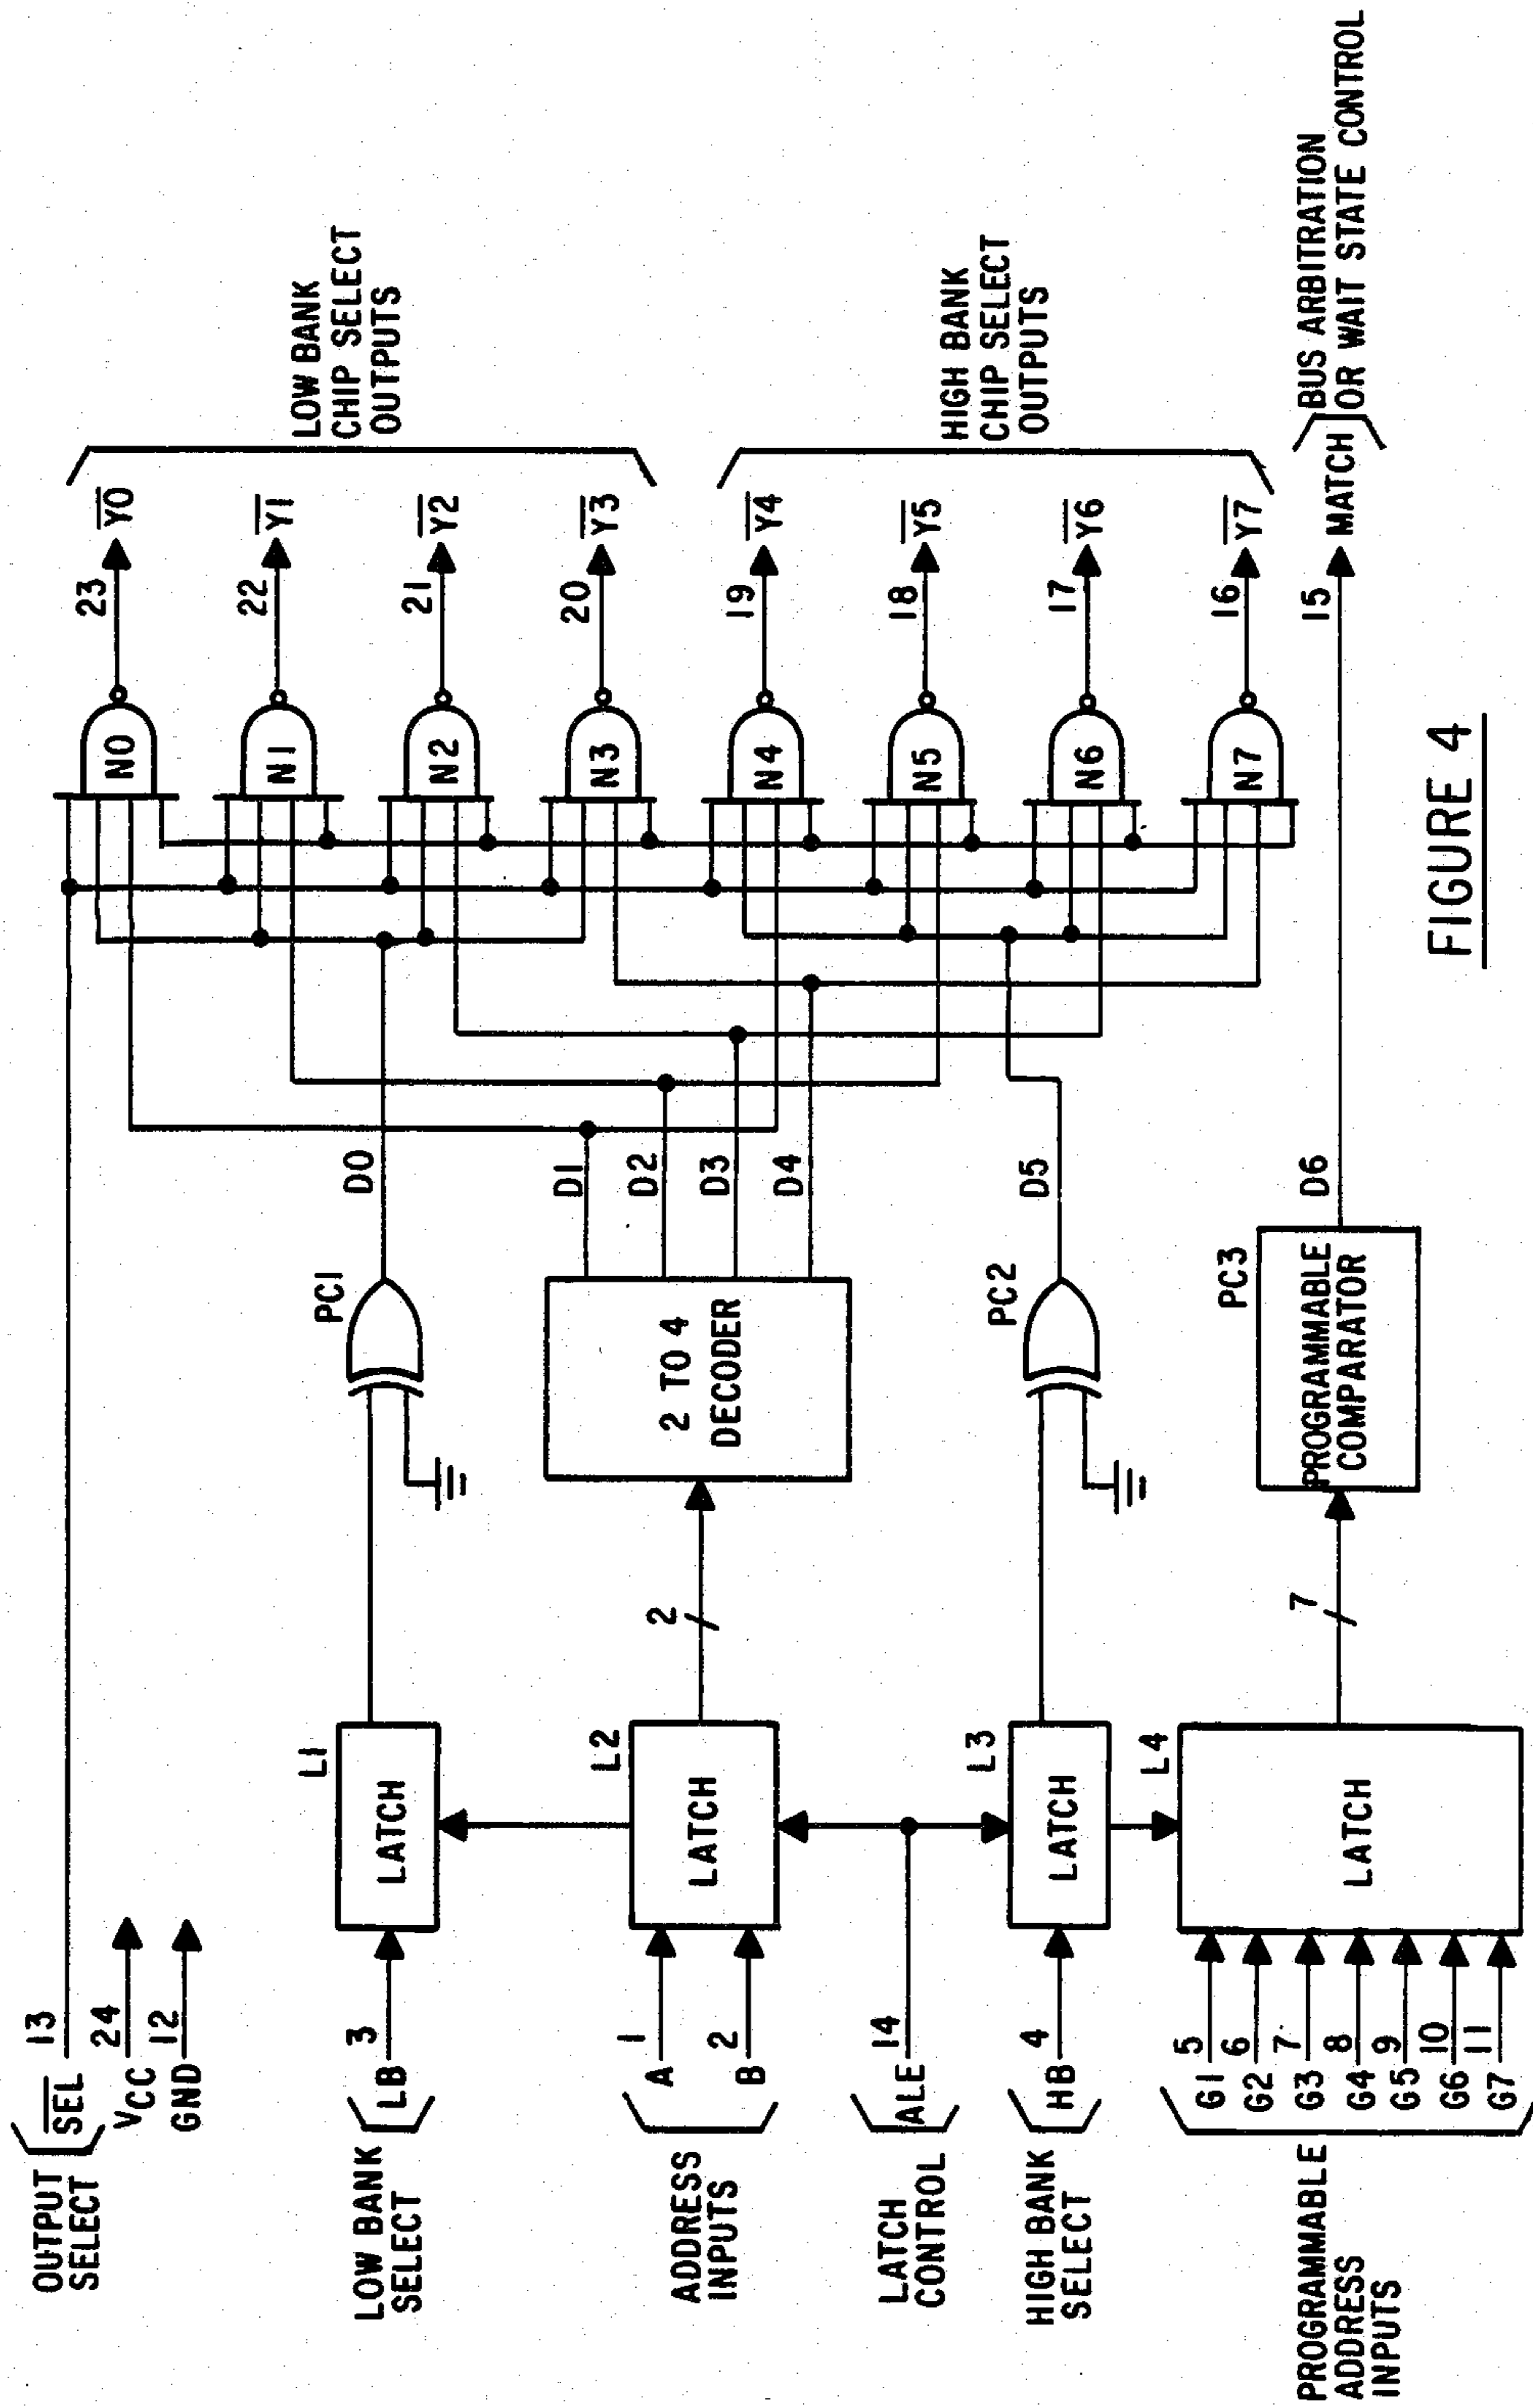 OUTPUT
SELECT
SEL
13
VCC
24
GND
12
LOW BANK
SELECT
LB
3
L1
LATCH
PC1
D0
ADDRESS
INPUTS
A
1
B
2
L2
LATCH
2
2 TO 4
DECODER
D1
D2
D3
D4
LATCH
CONTROL
ALE
14
HIGH BANK
SELECT
HB
4
L3
LATCH
PC2
D5
PROGRAMMABLE
ADDRESS
INPUTS
G1
5
G2
6
G3
7
G4
8
G5
9
G6
10
G7
11
L4
LATCH
7
PC3
PROGRAMMABLE
COMPARATOR
D6
N0
23
Y0
N1
22
Y1
N2
21
Y2
N3
20
Y3
LOW BANK
CHIP SELECT
OUTPUTS
N4
19
Y4
N5
18
Y5
N6
17
Y6
N7
16
Y7
HIGH BANK
CHIP SELECT
OUTPUTS
15
MATCH
BUS ARBITRATION
OR WAIT STATE CONTROL
FIGURE 4